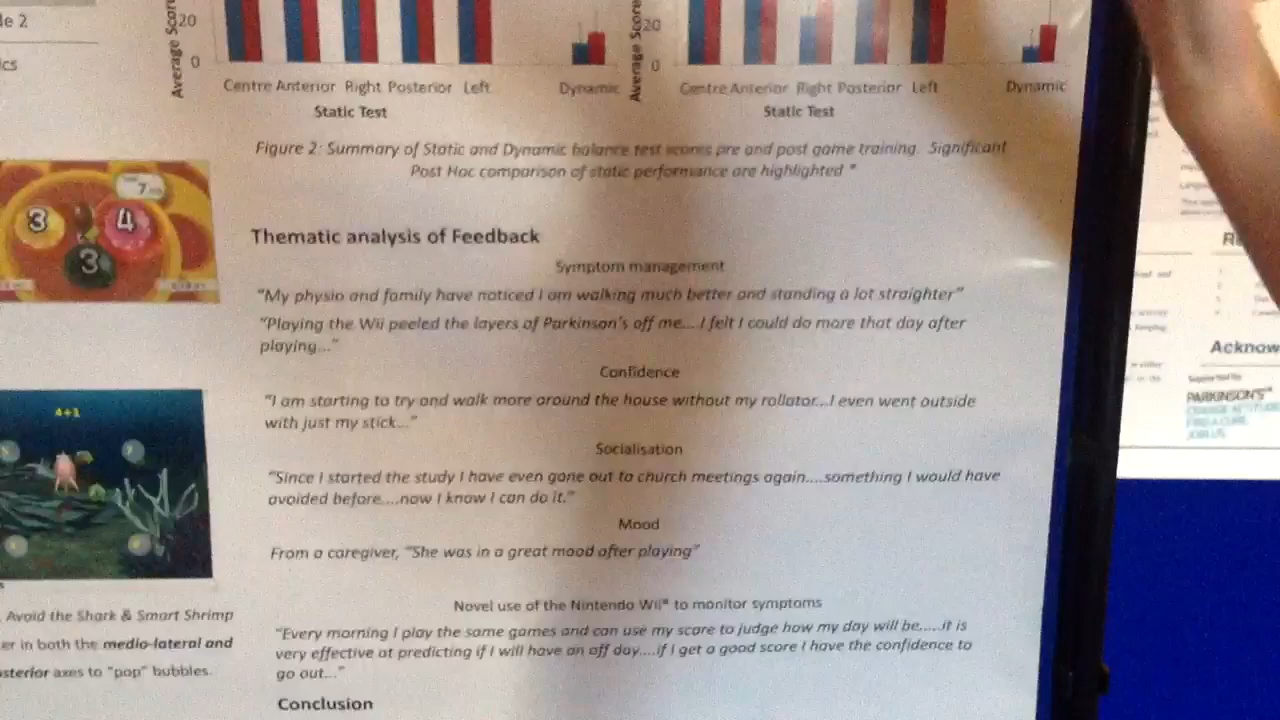 le 2
cs
20
0
Average Scor
Centre Anterior Right Posterior Left Dynamic
Static Test
20
0
Average Score
Centre Anterior Right Posterior Left Dynamic
Static Test
Figure 2: Summary of Static and Dynamic balance test scores pre and post game training. Significant
Post Hoc comparison of static performance are highlighted *
7
3
4
3
4+1
Thematic analysis of Feedback
Symptom management
"My physio and family have noticed I am walking much better and standing a lot straighter"
"Playing the Wii peeled the layers of Parkinson's off me... I felt I could do more that day after
playing..."
Confidence
"I am starting to try and walk more around the house without my rollator...I even went outside
with just my stick..."
Socialisation
"Since I started the study I have even gone out to church meetings again....something I would have
avoided before....now I know I can do it."
Mood
From a caregiver, "She was in a great mood after playing"
Novel use of the Nintendo Wii® to monitor symptoms
"Every morning I play the same games and can use my score to judge how my day will be.....it is
very effective at predicting if I will have an off day....if I get a good score I have the confidence to
go out..."
Conclusion
Avoid the Shark & Smart Shrimp
er in both the medio-lateral and
sterior axes to "pop" bubbles.
Acknow
PARKINSON'S
CHANGE ATTITUDE
FIND A CURE
JOIN US